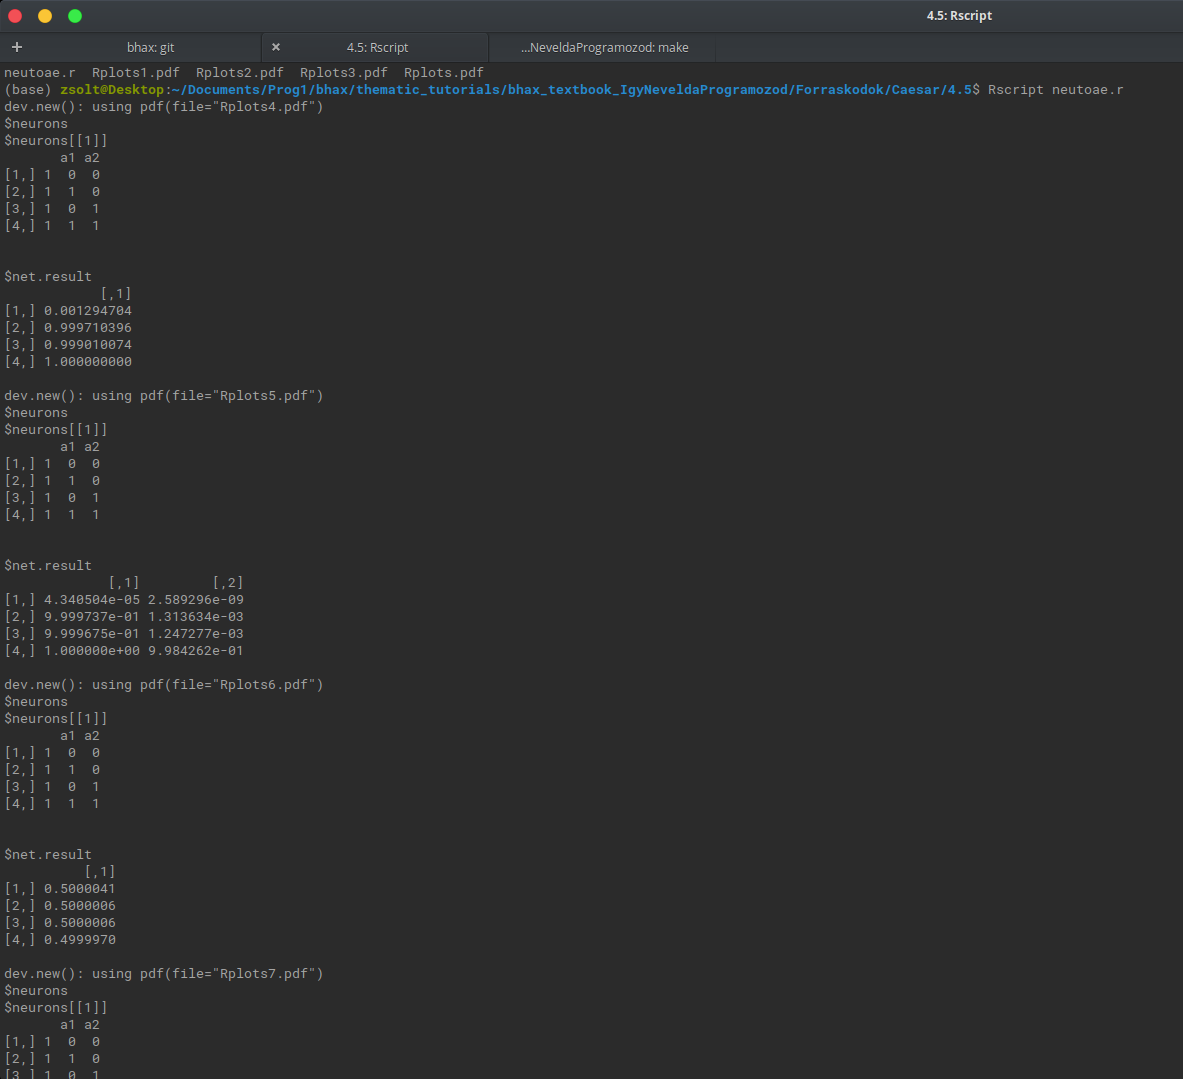 4.5: Rscript
+ bhax: git × 4.5: Rscript ...NeveldaProgramozod: make
neutoae.r  Rplots1.pdf  Rplots2.pdf  Rplots3.pdf  Rplots.pdf
(base) zsolt@Desktop:~/Documents/Prog1/bhax/thematic_tutorials/bhax_textbook_IgyNeveldaProgramozod/Forraskodok/Caesar/4.5$ Rscript neutoae.r
dev.new(): using pdf(file="Rplots4.pdf")
$neurons
$neurons[[1]]
       a1 a2
[1,] 1  0  0
[2,] 1  1  0
[3,] 1  0  1
[4,] 1  1  1
$net.result
            [,1]
[1,] 0.001294704
[2,] 0.999710396
[3,] 0.999010074
[4,] 1.000000000
dev.new(): using pdf(file="Rplots5.pdf")
$neurons
$neurons[[1]]
       a1 a2
[1,] 1  0  0
[2,] 1  1  0
[3,] 1  0  1
[4,] 1  1  1
$net.result
             [,1]         [,2]
[1,] 4.340504e-05 2.589296e-09
[2,] 9.999737e-01 1.313634e-03
[3,] 9.999675e-01 1.247277e-03
[4,] 1.000000e+00 9.984262e-01
dev.new(): using pdf(file="Rplots6.pdf")
$neurons
$neurons[[1]]
       a1 a2
[1,] 1  0  0
[2,] 1  1  0
[3,] 1  0  1
[4,] 1  1  1
$net.result
          [,1]
[1,] 0.5000041
[2,] 0.5000006
[3,] 0.5000006
[4,] 0.4999970
dev.new(): using pdf(file="Rplots7.pdf")
$neurons
$neurons[[1]]
       a1 a2
[1,] 1  0  0
[2,] 1  1  0
[3,] 1  0  1